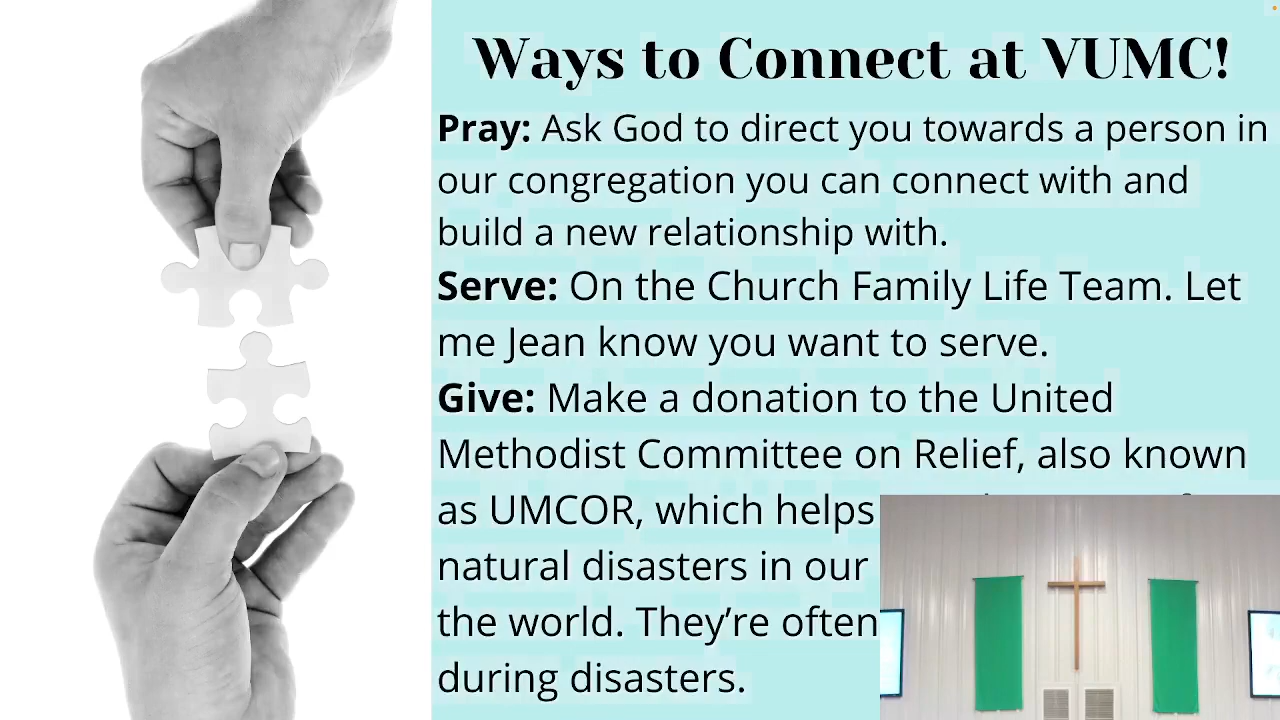 Ways to Connect at VUMC!
Pray: Ask God to direct you towards a person in
our congregation you can connect with and
build a new relationship with.
Serve: On the Church Family Life Team. Let
me Jean know you want to serve.
Give: Make a donation to the United
Methodist Committee on Relief, also known
as UMCOR, which helps
natural disasters in our
the world. They’re often
during disasters.